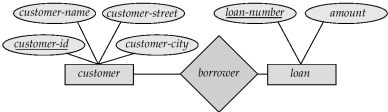 customer-name customer-street loan-number amount
customer-id customer-city
customer borrower loan